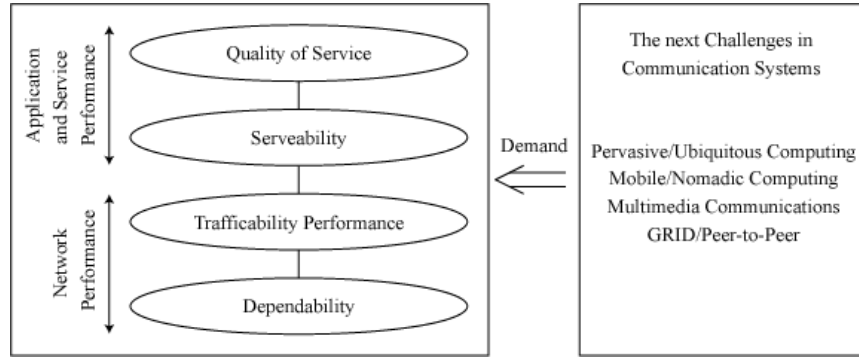 Application
and Service
Performance
Quality of Service
Serveability
Network
Performance
Trafficability Performance
Dependability
Demand
The next Challenges in
Communication Systems
Pervasive/Ubiquitous Computing
Mobile/Nomadic Computing
Multimedia Communications
GRID/Peer-to-Peer